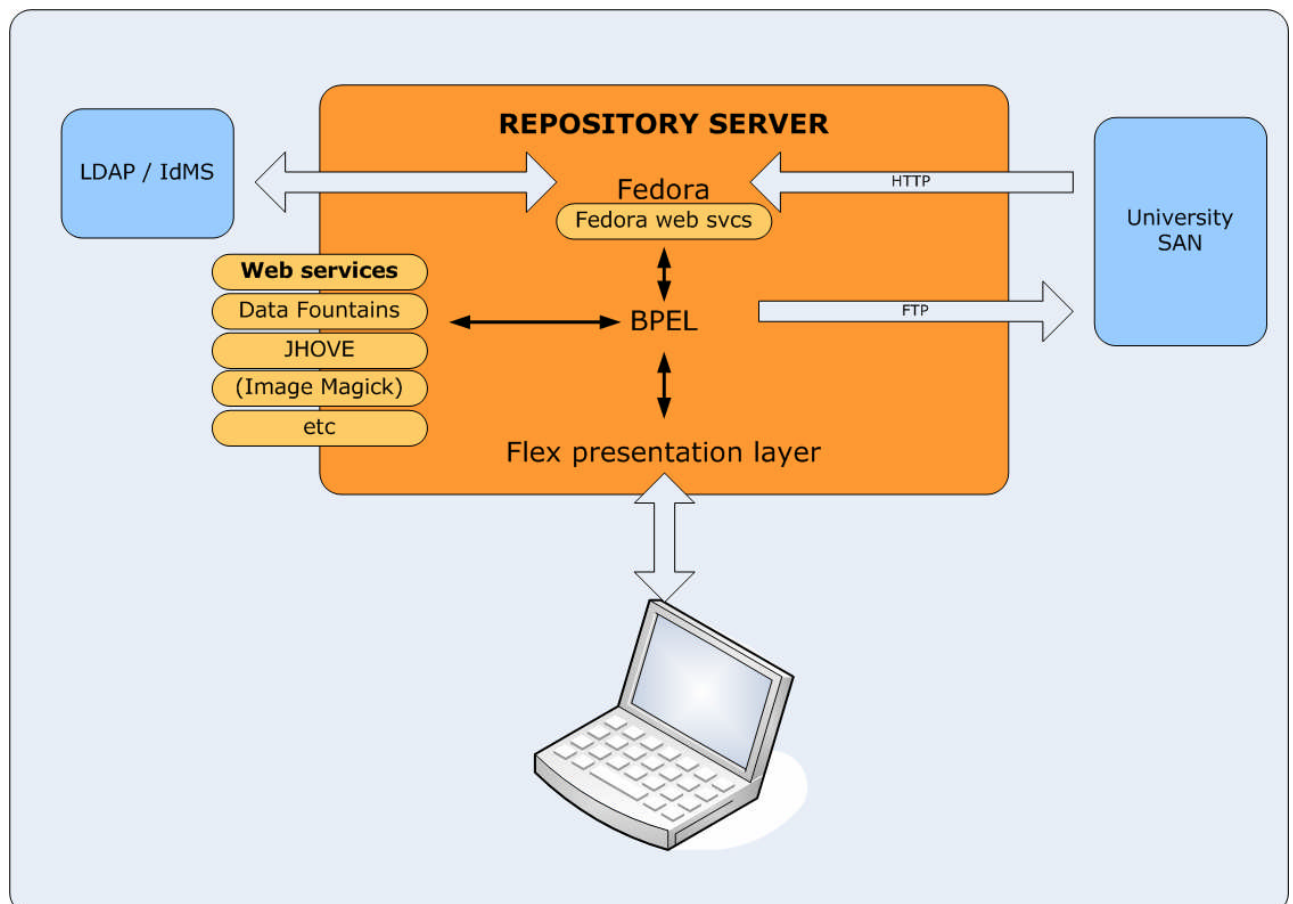 REPOSITORY SERVER
LDAP / IdMS
Fedora
HTTP
Fedora web svcs
University
SAN
Web services
Data Fountains
BPEL
FTP
JHOVE
(Image Magick)
etc
Flex presentation layer